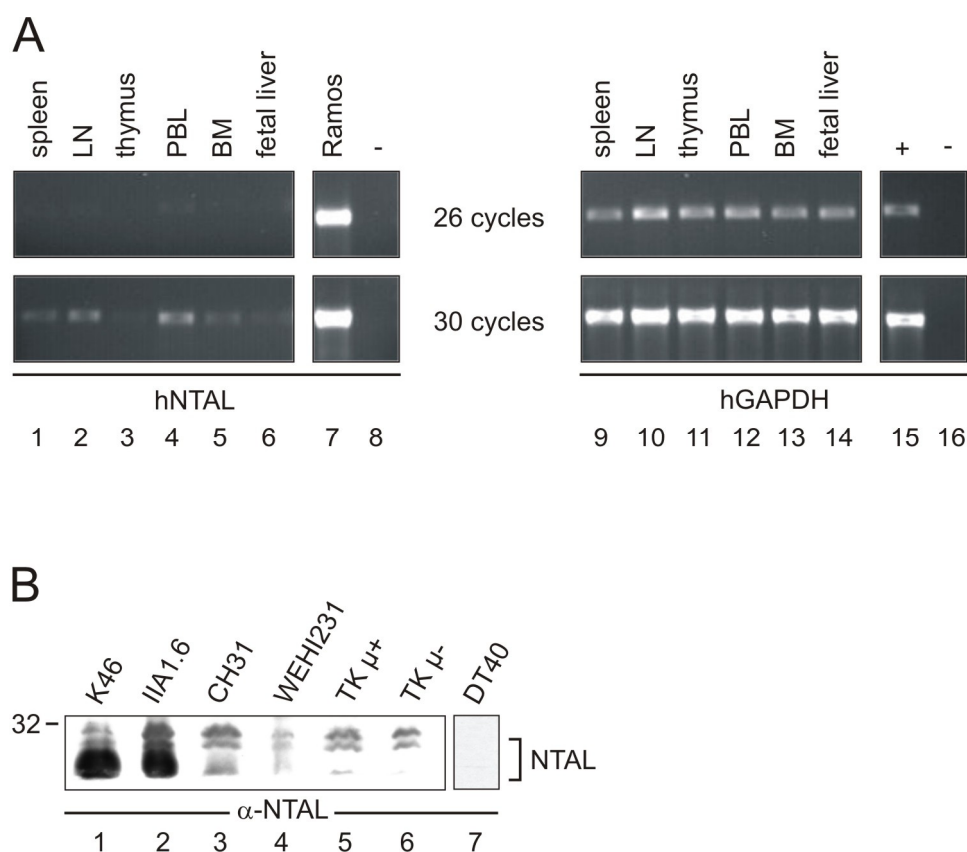 A
spleen LN thymus PBL BM fetal liver Ramos -
spleen LN thymus PBL BM fetal liver + -
26 cycles
30 cycles
hNTAL
hGAPDH
1 2 3 4 5 6 7 8
9 10 11 12 13 14 15 16
B
K46 IIA1.6 CH31 WEHI231 TK μ+ TK μ- DT40
32
NTAL
α-NTAL
1 2 3 4 5 6 7